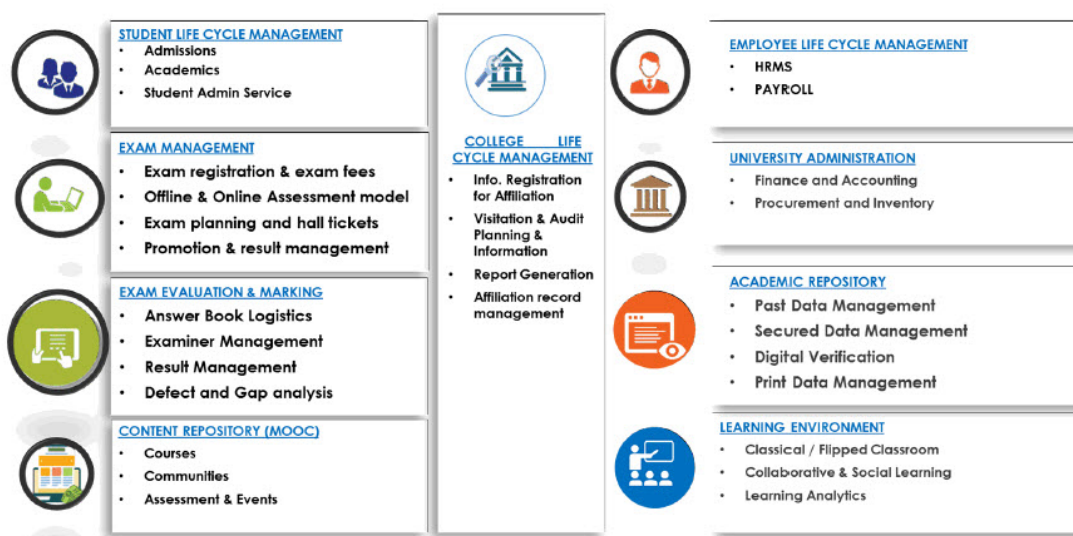 STUDENT LIFE CYCLE MANAGEMENT
• Admissions
• Academics
• Student Admin Service
EXAM MANAGEMENT
• Exam registration & exam fees
• Offline & Online Assessment model
• Exam planning and hall tickets
• Promotion & result management
EXAM EVALUATION & MARKING
• Answer Book Logistics
• Examiner Management
• Result Management
• Defect and Gap analysis
CONTENT REPOSITORY (MOOC)
• Courses
• Communities
• Assessment & Events
COLLEGE LIFE
CYCLE MANAGEMENT
• Info. Registration
for Affiliation
• Visitation & Audit
Planning &
Information
• Report Generation
• Affiliation record
management
EMPLOYEE LIFE CYCLE MANAGEMENT
• HRMS
• PAYROLL
UNIVERSITY ADMINISTRATION
• Finance and Accounting
• Procurement and Inventory
ACADEMIC REPOSITORY
• Past Data Management
• Secured Data Management
• Digital Verification
• Print Data Management
LEARNING ENVIRONMENT
• Classical / Flipped Classroom
• Collaborative & Social Learning
• Learning Analytics